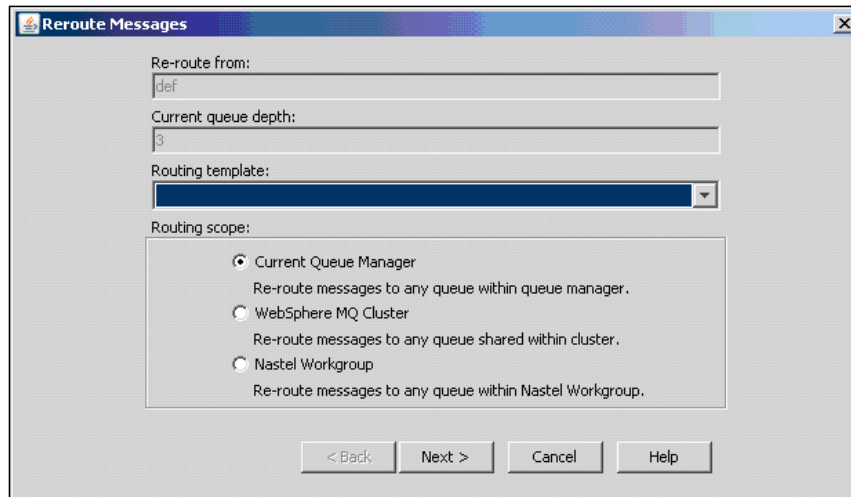 Reroute Messages
Re-route from:
def
Current queue depth:
3
Routing template:
Routing scope:
Current Queue Manager
Re-route messages to any queue within queue manager.
WebSphere MQ Cluster
Re-route messages to any queue shared within cluster.
Nastel Workgroup
Re-route messages to any queue within Nastel Workgroup.
< Back Next > Cancel Help